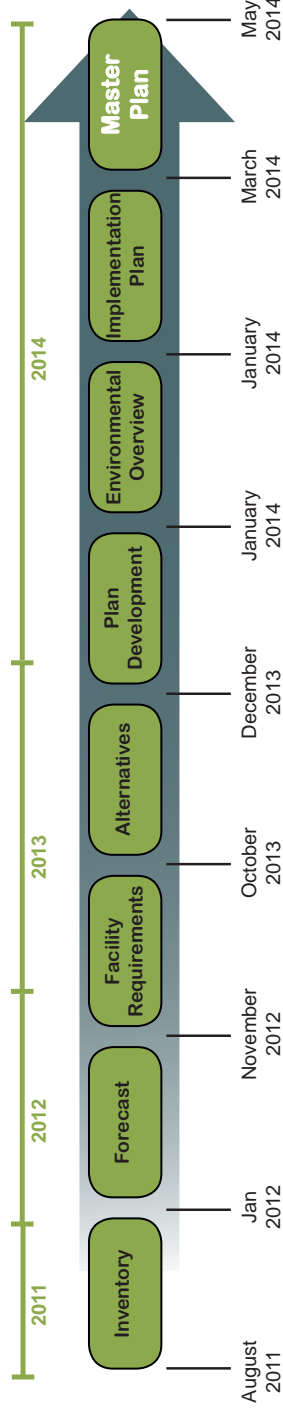 2011
2012
2013
2014
Inventory
Forecast
Facility
Requirements
Alternatives
Plan
Development
Environmental
Overview
Implementation
Plan
Master
Plan
August
2011
Jan
2012
November
2012
October
2013
December
2013
January
2014
January
2014
March
2014
May
2014